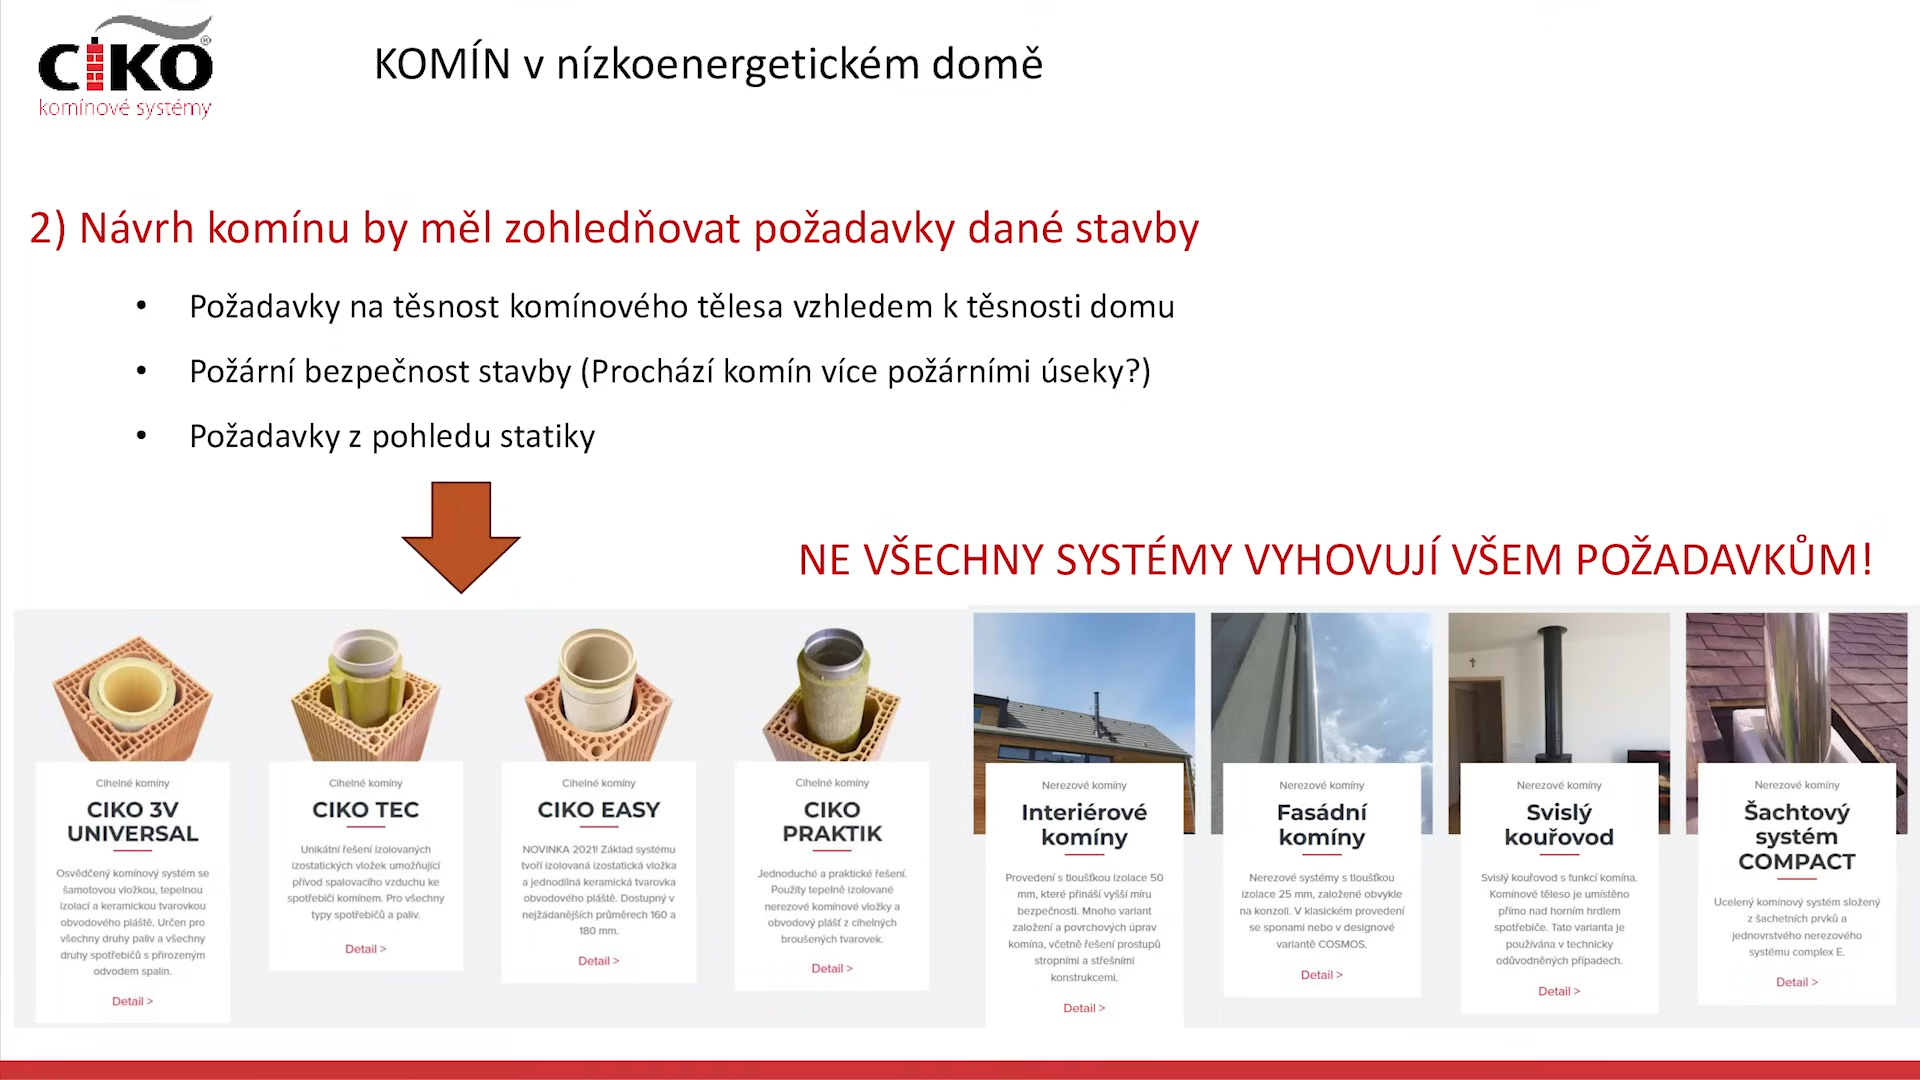 CIKO®
komínové systémy
KOMÍN v nízkoenergetickém domě
2) Návrh komínu by měl zohledňovat požadavky dané stavby
• Požadavky na těsnost komínového tělesa vzhledem k těsnosti domu
• Požární bezpečnost stavby (Prochází komín více požárními úseky?)
• Požadavky z pohledu statiky
NE VŠECHNY SYSTÉMY VYHOVUJÍ VŠEM POŽADAVKŮM!
Cihelné komíny
CIKO 3V
UNIVERSAL
Osvědčený komínový systém se
šamotovou vložkou, tepelnou
izolací a keramickou tvarovkou
obvodového pláště. Určen pro
všechny druhy paliv a všechny
druhy spotřebičů s přirozeným
odvodem spalin.
Detail >
Cihelné komíny
CIKO TEC
Unikátní řešení izolovaných
izostatických vložek umožňující
přívod spalovacího vzduchu ke
spotřebiči komínem. Pro všechny
typy spotřebičů a paliv.
Detail >
Cihelné komíny
CIKO EASY
NOVINKA 2021! Základ systému
tvoří izolovaná izostatická vložka
a jednodílná keramická tvarovka
obvodového pláště. Dostupný v
nejžádanějších průměrech 160 a
180 mm.
Detail >
Cihelné komíny
CIKO
PRAKTIK
Jednoduché a praktické řešení.
Použity tepelně izolované
nerezové komínové vložky a
obvodový plášť z cihelných
broušených tvarovek.
Detail >
Nerezové komíny
Interiérové
komíny
Provedení s tloušťkou izolace 50
mm, které přináší vyšší míru
bezpečnosti. Mnoho variant
založení a povrchových úprav
komína, včetně řešení prostupů
stropními a střešními
konstrukcemi.
Detail >
Nerezové komíny
Fasádní
komíny
Nerezové systémy s tloušťkou
izolace 25 mm, založené obvykle
na konzoli. V klasickém provedení
se sponami nebo v designové
variantě COSMOS.
Detail >
Nerezové komíny
Svislý
kouřovod
Svislý kouřovod s funkcí komína.
Komínové těleso je umístěno
přímo nad horním hrdlem
spotřebiče. Tato varianta je
používána v technicky
odůvodněných případech.
Detail >
Nerezové komíny
Šachtový
systém
COMPACT
Ucelený komínový systém složený
z šachetních prvků a
jednovrstvého nerezového
systému complex E.
Detail >